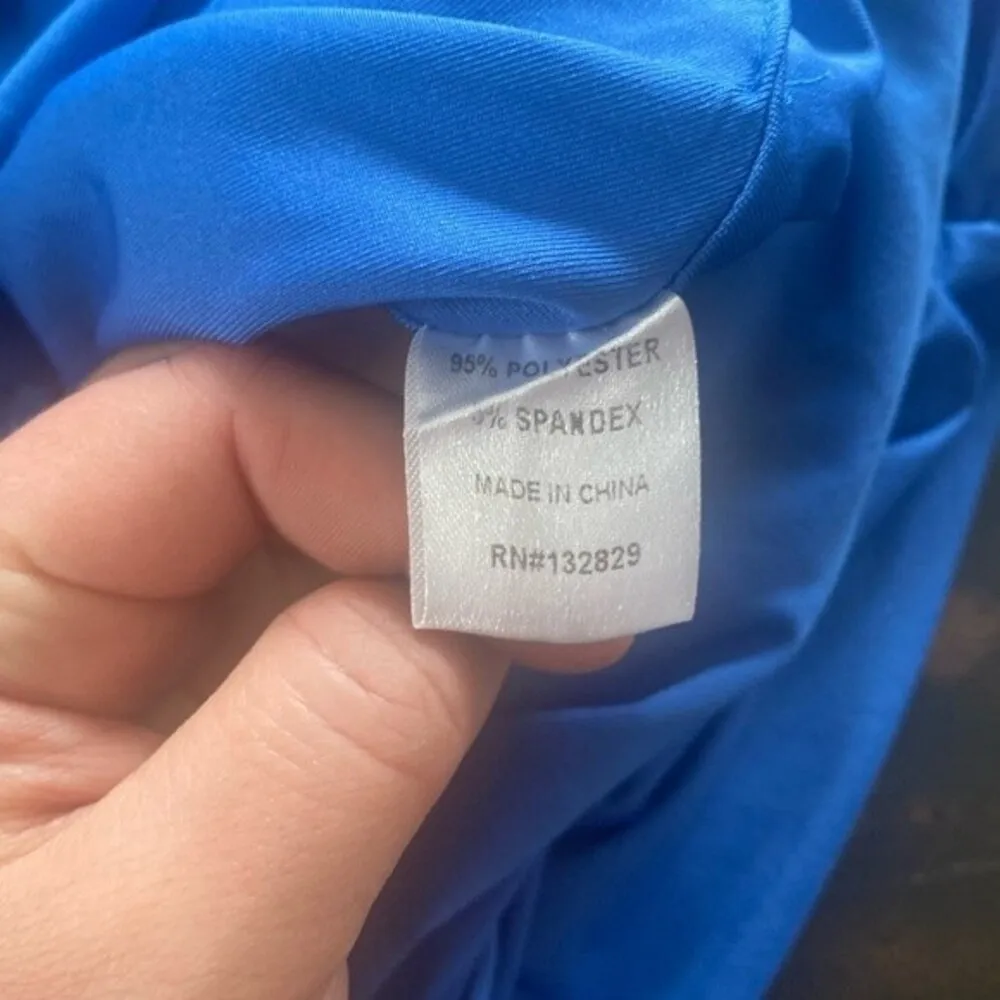 95% POLYESTER
5% SPANDEX
MADE IN CHINA
RN#132829